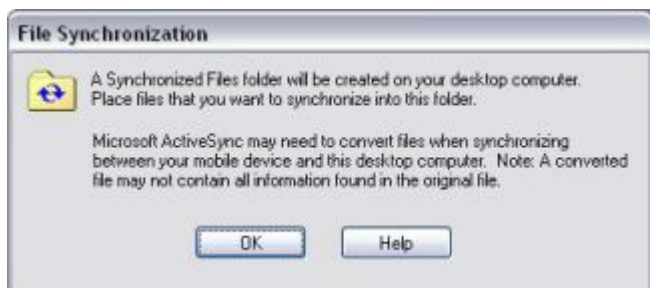 File Synchronization
A Synchronized Files folder will be created on your desktop computer.
Place files that you want to synchronize into this folder.
Microsoft ActiveSync may need to convert files when synchronizing
between your mobile device and this desktop computer. Note: A converted
file may not contain all information found in the original file.
OK
Help